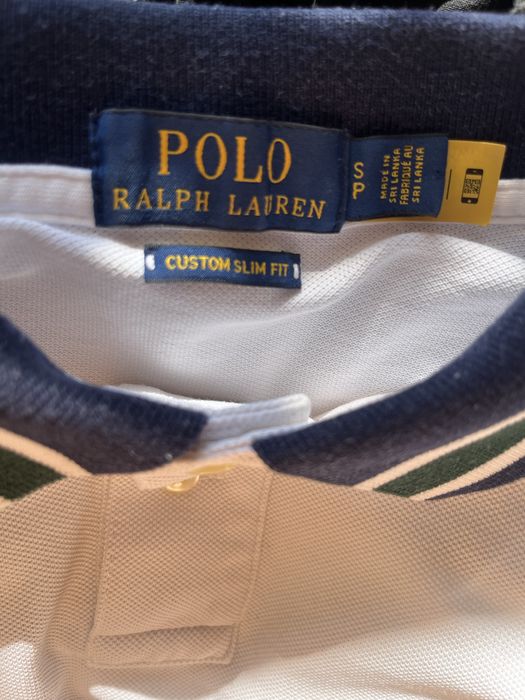 POLO
RALPH LAUREN
S
P
MADE IN
SRI LANKA
FABRIQUÉ AU
SRI LANKA
CUSTOM SLIM FIT